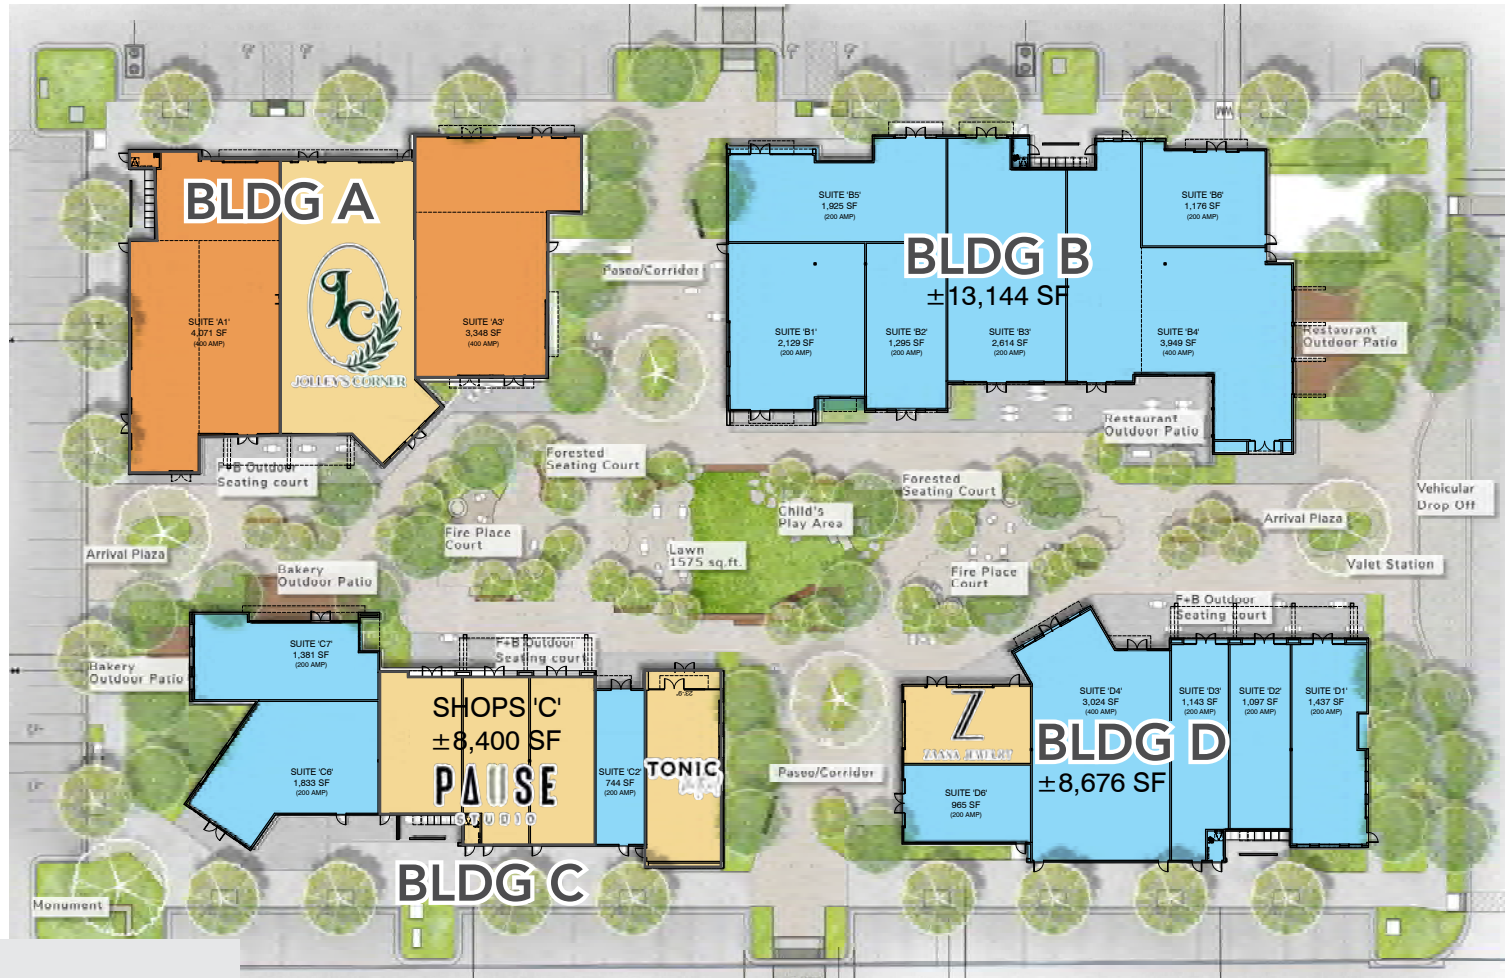 BLDG A
SUITE 'A1'
4,071 SF
(400 AMP)
JC
JOLLEY'S CORNER
SUITE 'A3'
3,348 SF
(400 AMP)
Paseo/Corridor
SUITE 'B5'
1,925 SF
(200 AMP)
SUITE 'B6'
1,176 SF
(200 AMP)
BLDG B
±13,144 SF
SUITE 'B1'
2,129 SF
(200 AMP)
SUITE 'B2'
1,295 SF
(200 AMP)
SUITE 'B3'
2,614 SF
(200 AMP)
SUITE 'B4'
3,949 SF
(400 AMP)
Restaurant
Outdoor Patio
Restaurant
Outdoor Patio
F+B Outdoor
Seating court
Forested
Seating Court
Forested
Seating Court
Child's
Play Area
Fire Place
Court
Lawn
1575 sq.ft.
Fire Place
Court
Arrival Plaza
Arrival Plaza
Vehicular
Drop Off
Valet Station
Bakery
Outdoor Patio
Bakery
Outdoor Patio
F+B Outdoor
Seating court
F+B Outdoor
Seating court
SUITE 'C7'
1,381 SF
(200 AMP)
SUITE 'C6'
1,833 SF
(200 AMP)
SHOPS 'C'
±8,400 SF
PAUSE
STUDIO
SUITE 'C2'
744 SF
(200 AMP)
TONIC
BLDG C
Monument
Paseo/Corridor
Z
SUITE 'D6'
965 SF
(200 AMP)
SUITE 'D4'
3,024 SF
(400 AMP)
SUITE 'D3'
1,143 SF
(200 AMP)
SUITE 'D2'
1,097 SF
(200 AMP)
SUITE 'D1'
1,437 SF
(200 AMP)
BLDG D
±8,676 SF